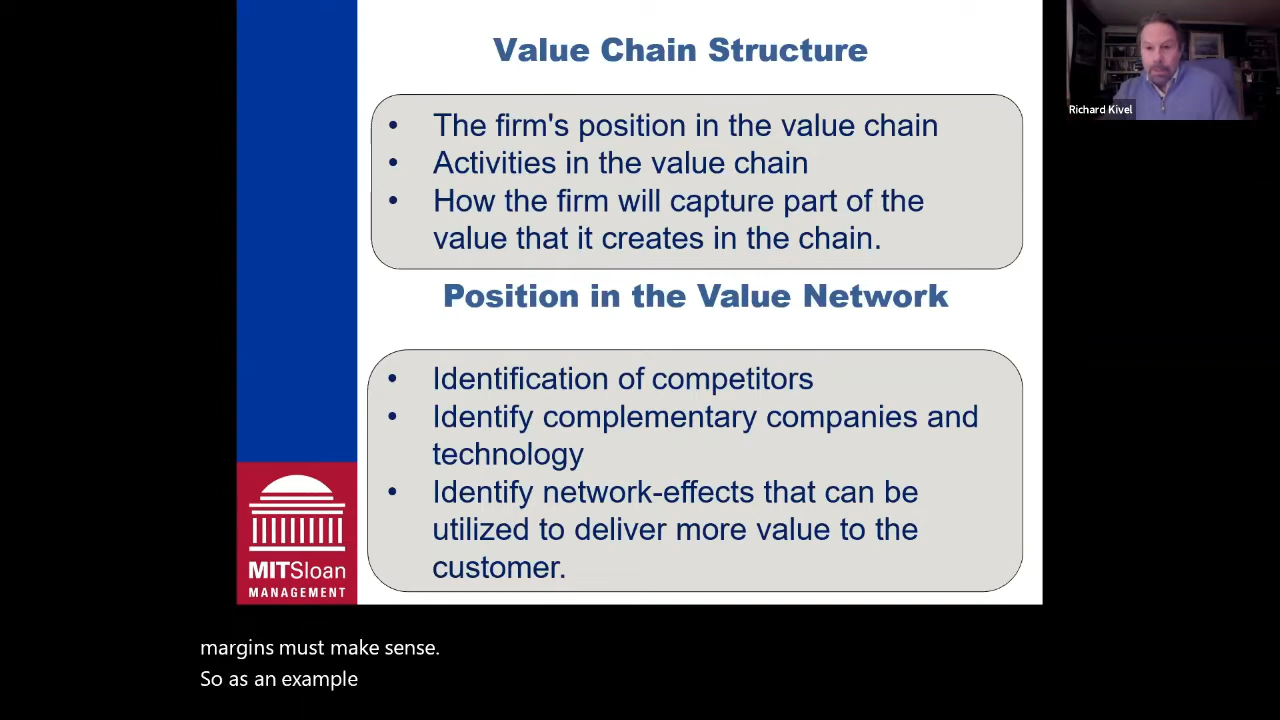 Value Chain Structure
• The firm's position in the value chain
• Activities in the value chain
• How the firm will capture part of the
value that it creates in the chain.
Position in the Value Network
• Identification of competitors
• Identify complementary companies and
technology
• Identify network-effects that can be
utilized to deliver more value to the
customer.
MITSloan
MANAGEMENT
Richard Kivel
margins must make sense.
So as an example